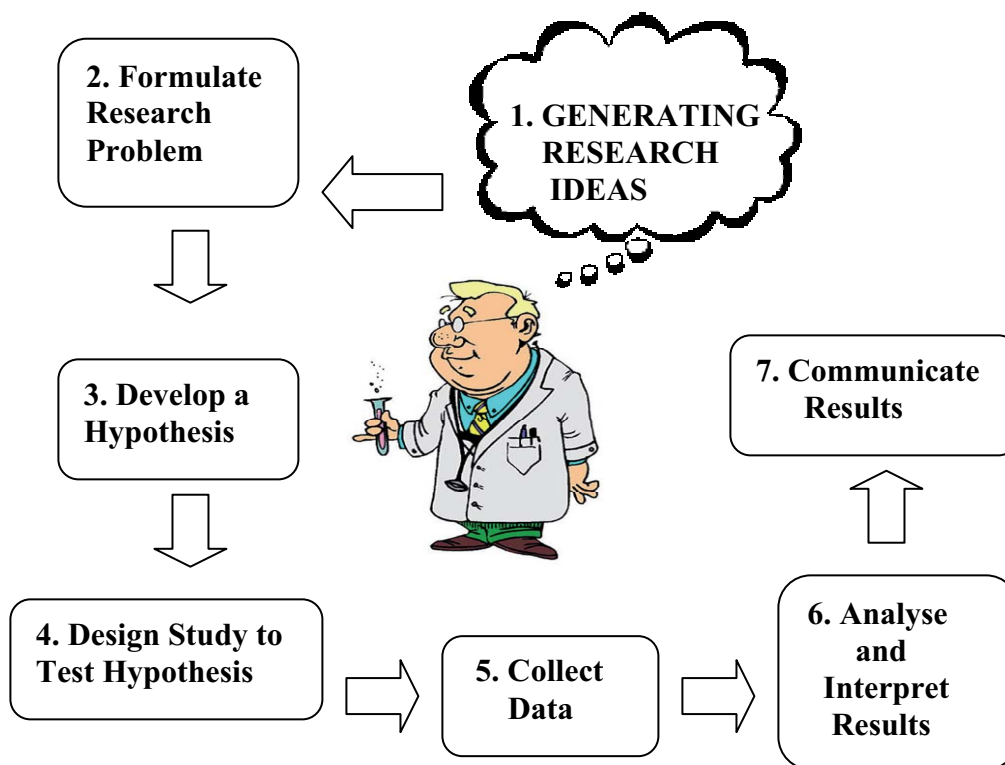 1. GENERATING
RESEARCH
IDEAS
2. Formulate
Research
Problem
3. Develop a
Hypothesis
4. Design Study to
Test Hypothesis
5. Collect
Data
6. Analyse
and
Interpret
Results
7. Communicate
Results